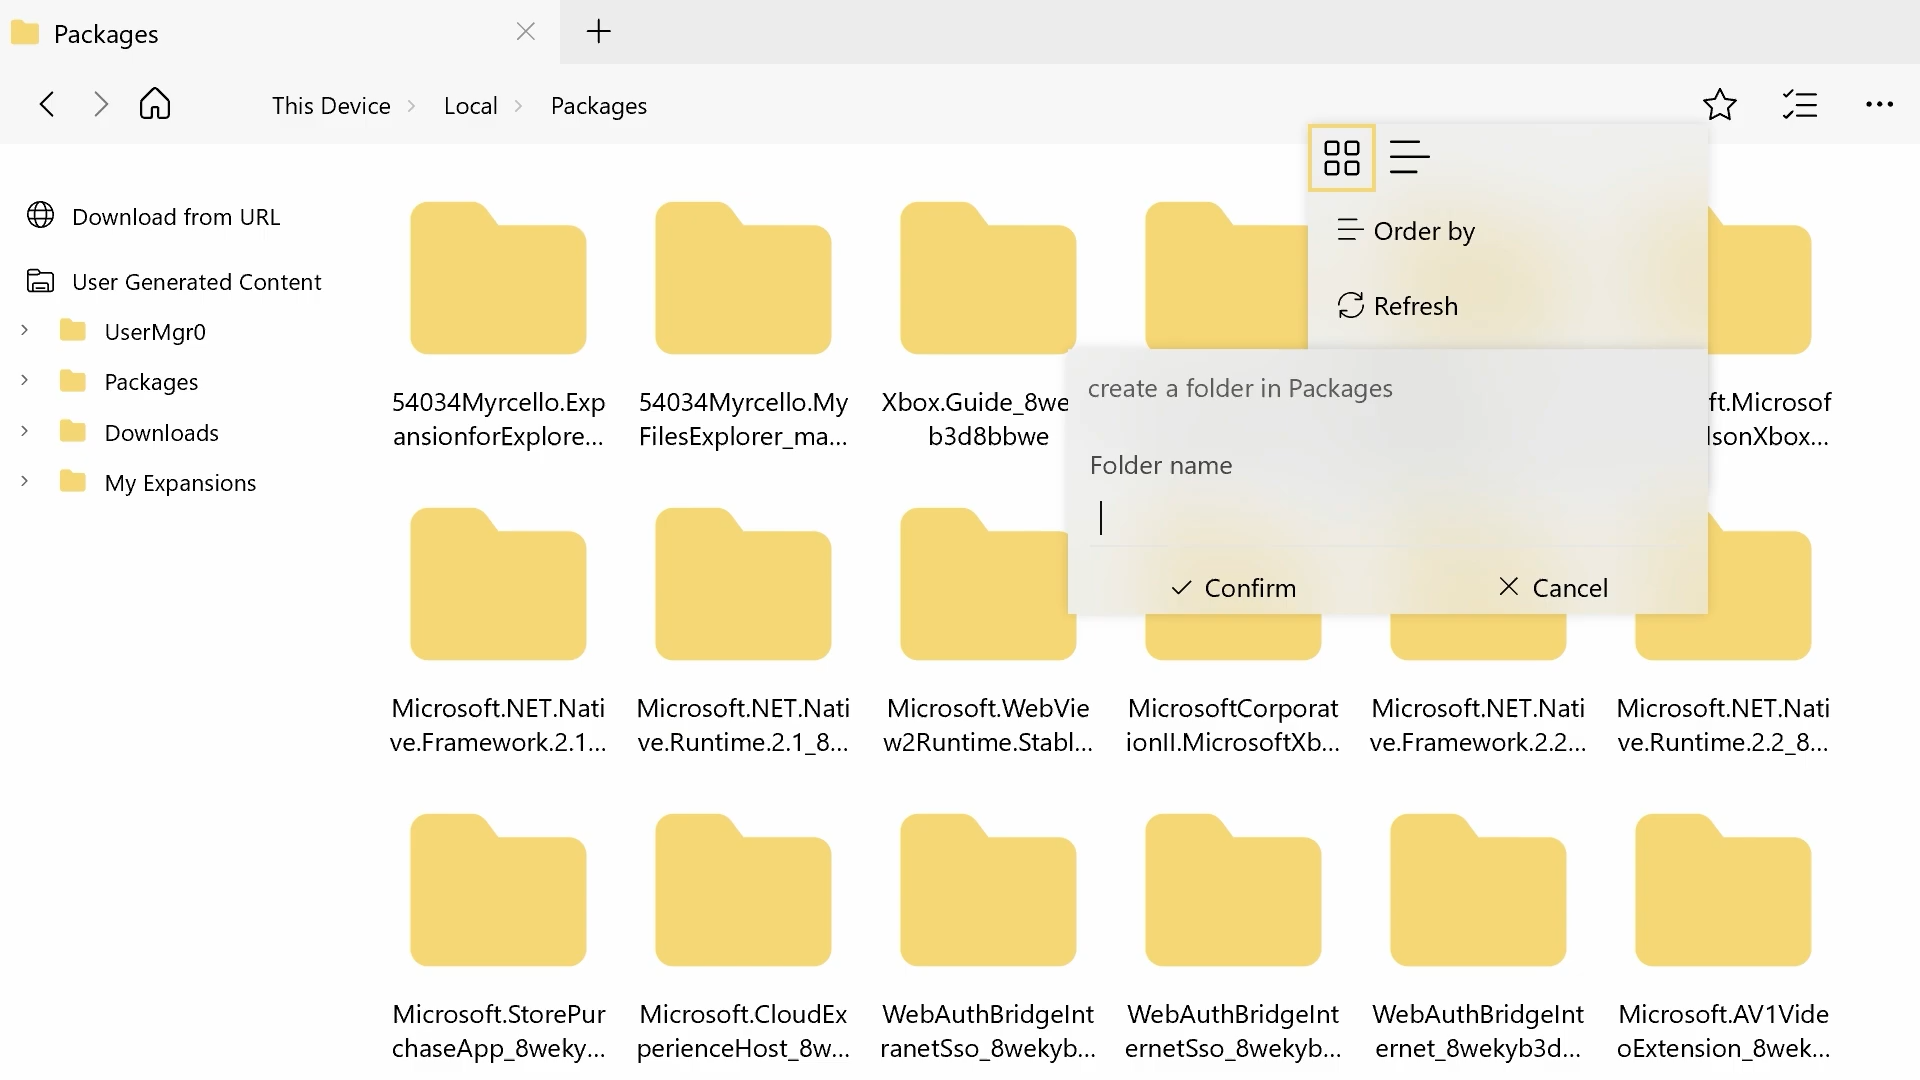 Packages
This Device
Local
Packages
Download from URL
User Generated Content
UserMgr0
Packages
Downloads
My Expansions
Order by
Refresh
create a folder in Packages
Folder name
Confirm
Cancel
54034Myrcello.Exp
ansionforExplore...
54034Myrcello.My
FilesExplorer_ma...
Xbox.Guide_8we
b3d8bbwe
ft.Microsof
lsonXbox...
Microsoft.NET.Nati
ve.Framework.2.1...
Microsoft.NET.Nati
ve.Runtime.2.1_8...
Microsoft.WebVie
w2Runtime.Stabl...
MicrosoftCorporat
ionII.MicrosoftXb...
Microsoft.NET.Nati
ve.Framework.2.2...
Microsoft.NET.Nati
ve.Runtime.2.2_8...
Microsoft.StorePur
chaseApp_8weky...
Microsoft.CloudEx
perienceHost_8w...
WebAuthBridgeInt
ranetSso_8wekyb...
WebAuthBridgeInt
ernetSso_8wekyb...
WebAuthBridgeInt
ernet_8wekyb3d...
Microsoft.AV1Vide
oExtension_8wek...